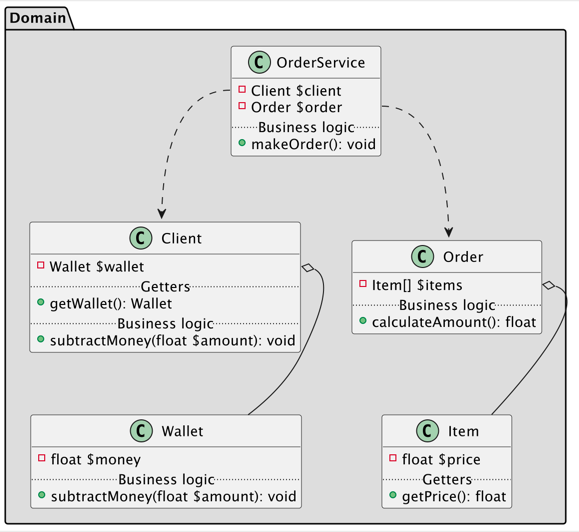 Domain
C OrderService
Client $client
Order $order
Business logic
makeOrder(): void
C Client
Wallet $wallet
Getters
getWallet(): Wallet
Business logic
subtractMoney(float $amount): void
C Order
Item[] $items
Business logic
calculateAmount(): float
C Wallet
float $money
Business logic
subtractMoney(float $amount): void
C Item
float $price
Getters
getPrice(): float